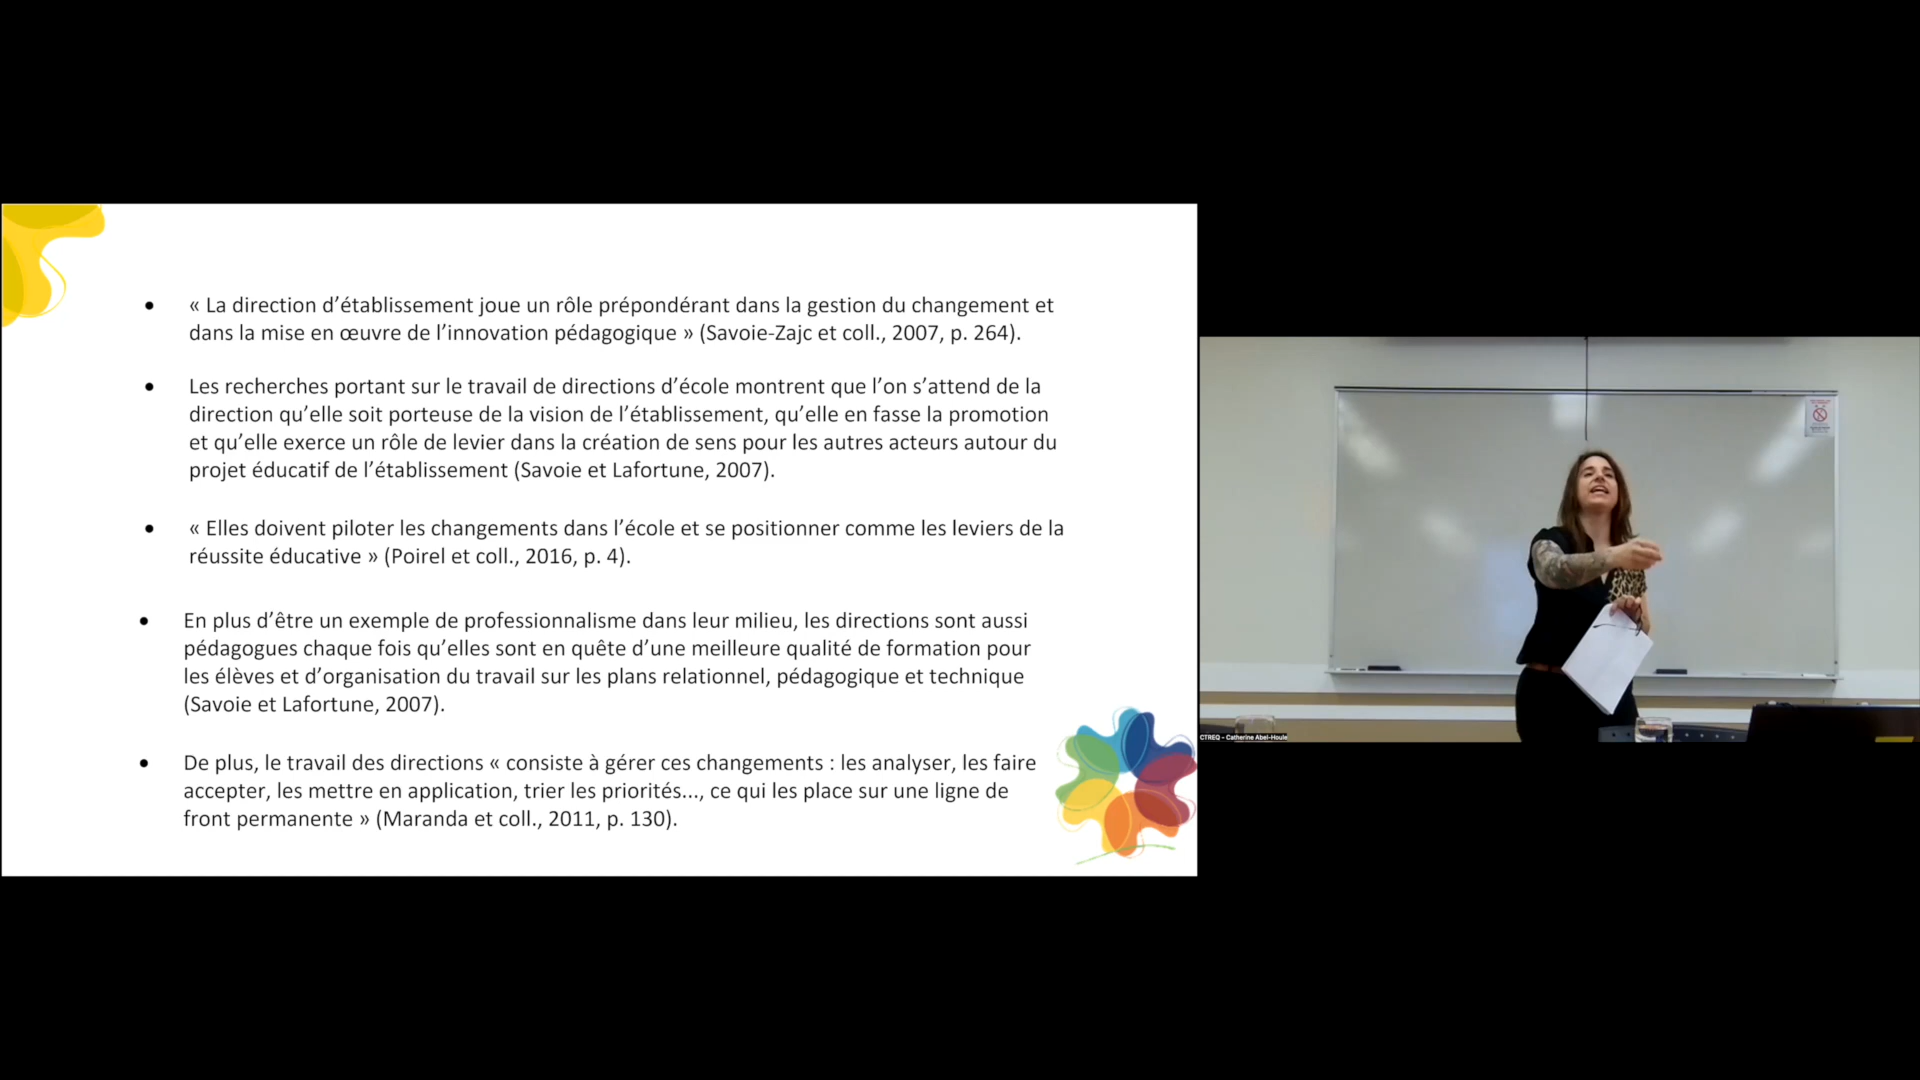 • « La direction d’établissement joue un rôle prépondérant dans la gestion du changement et
dans la mise en œuvre de l’innovation pédagogique » (Savoie-Zajc et coll., 2007, p. 264).
• Les recherches portant sur le travail de directions d’école montrent que l’on s’attend de la
direction qu’elle soit porteuse de la vision de l’établissement, qu’elle en fasse la promotion
et qu’elle exerce un rôle de levier dans la création de sens pour les autres acteurs autour du
projet éducatif de l’établissement (Savoie et Lafortune, 2007).
• « Elles doivent piloter les changements dans l’école et se positionner comme les leviers de la
réussite éducative » (Poirel et coll., 2016, p. 4).
• En plus d’être un exemple de professionnalisme dans leur milieu, les directions sont aussi
pédagogues chaque fois qu’elles sont en quête d’une meilleure qualité de formation pour
les élèves et d’organisation du travail sur les plans relationnel, pédagogique et technique
(Savoie et Lafortune, 2007).
• De plus, le travail des directions « consiste à gérer ces changements : les analyser, les faire
accepter, les mettre en application, trier les priorités..., ce qui les place sur une ligne de
front permanente » (Maranda et coll., 2011, p. 130).
CTREQ - Catherine Abel-Houle